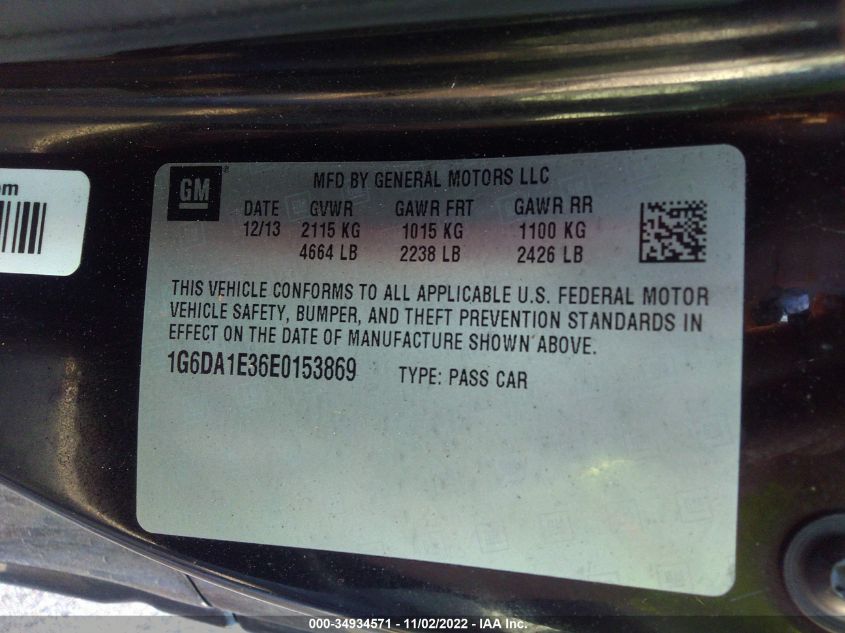 om
GM
MFD BY GENERAL MOTORS LLC
DATE GVWR GAWR FRT GAWR RR
12/13 2115 KG 1015 KG 1100 KG
4664 LB 2238 LB 2426 LB
THIS VEHICLE CONFORMS TO ALL APPLICABLE U.S. FEDERAL MOTOR
VEHICLE SAFETY, BUMPER, AND THEFT PREVENTION STANDARDS IN
EFFECT ON THE DATE OF MANUFACTURE SHOWN ABOVE.
1G6DA1E36E0153869 TYPE: PASS CAR
000-34934571 - 11/02/2022 - IAA Inc.